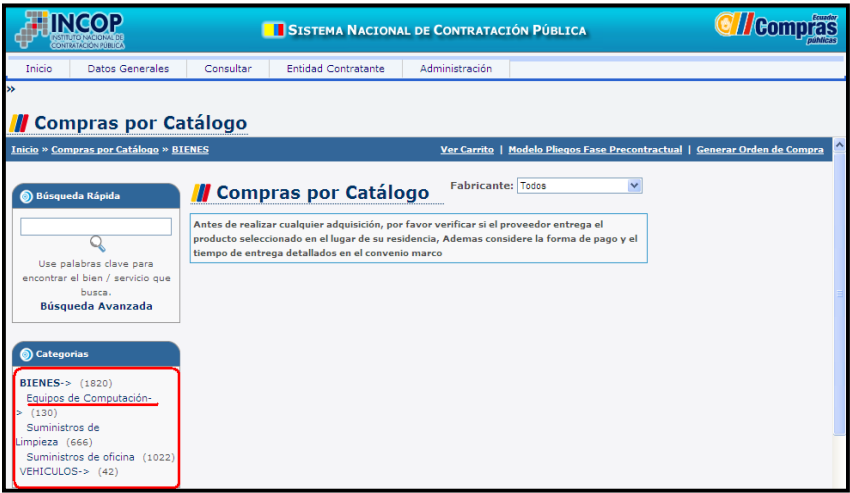 INCOP
INSTITUTO NACIONAL DE
CONTRATACIÓN PÚBLICA
SISTEMA NACIONAL DE CONTRATACIÓN PÚBLICA
Ecuador
Compras
públicas
Inicio Datos Generales Consultar Entidad Contratante Administración
»
Compras por Catálogo
Inicio » Compras por Catálogo » BIENES Ver Carrito | Modelo Pliegos Fase Precontractual | Generar Orden de Compra
Búsqueda Rápida
Use palabras clave para
encontrar el bien / servicio que
busca.
Búsqueda Avanzada
Compras por Catálogo Fabricante: Todos
Antes de realizar cualquier adquisición, por favor verificar si el proveedor entrega el
producto seleccionado en el lugar de su residencia, Ademas considere la forma de pago y el
tiempo de entrega detallados en el convenio marco
Categorias
BIENES-> (1820)
Equipos de Computación-
> (130)
Suministros de
Limpieza (666)
Suministros de oficina (1022)
VEHICULOS-> (42)